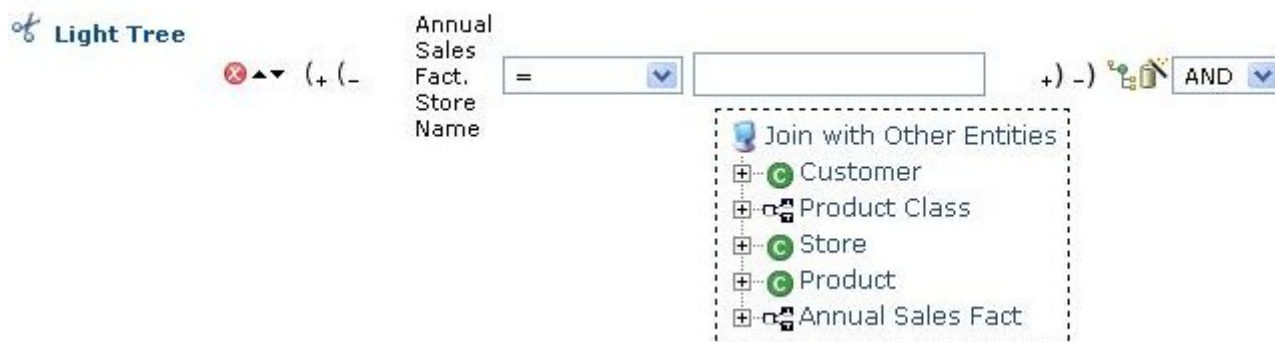 Light Tree
Annual
Sales
Fact.
Store
Name
(+ (-
=
+) -)
AND
Join with Other Entities
C Customer
Product Class
C Store
C Product
Annual Sales Fact